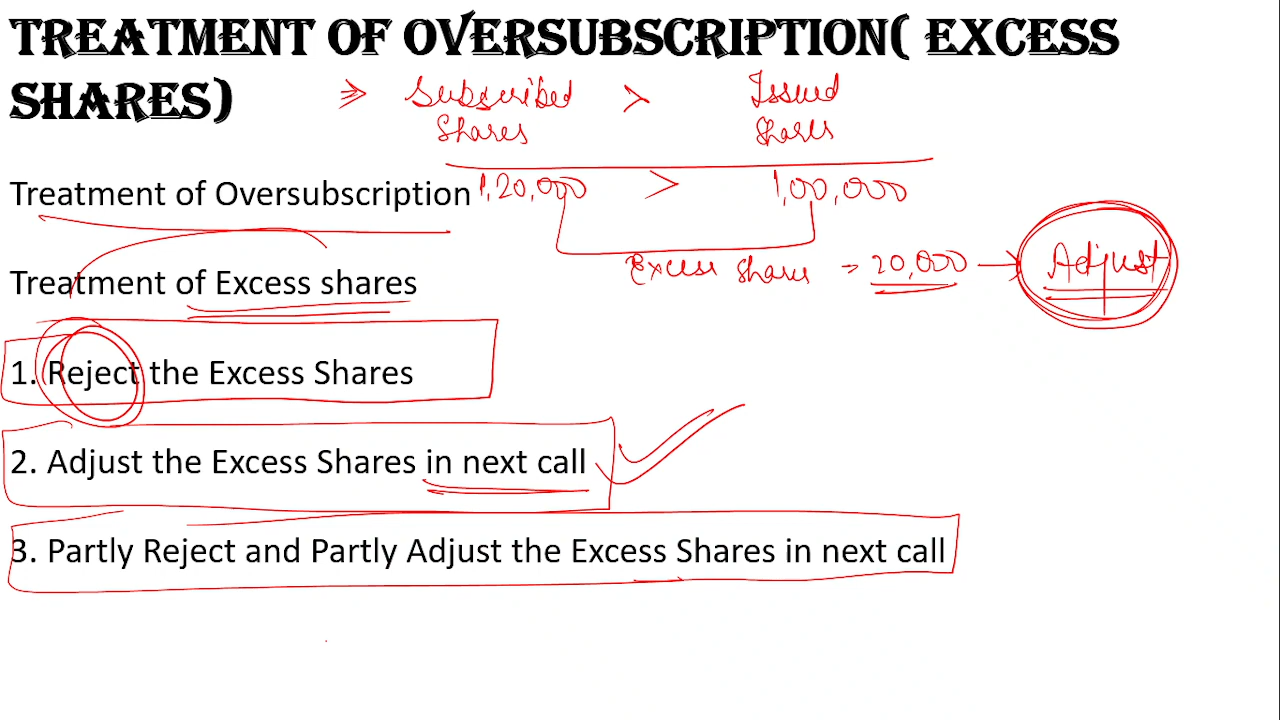 TREATMENT OF OVERSUBSCRIPTION( EXCESS
SHARES)
⇒ Subscribed Shares > Issued Shares
1,20,000 > 1,00,000
Excess Share = 20,000 → Adjust
Treatment of Oversubscription
Treatment of Excess shares
1. Reject the Excess Shares
2. Adjust the Excess Shares in next call
3. Partly Reject and Partly Adjust the Excess Shares in next call